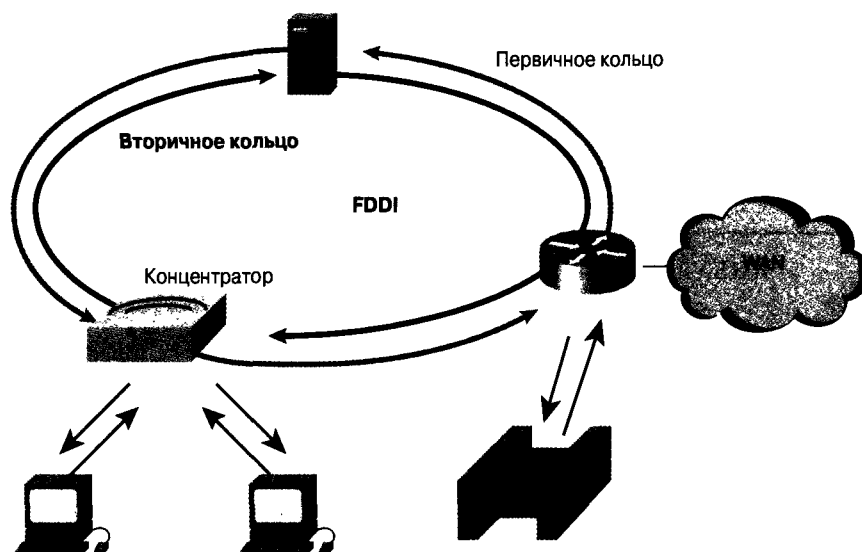 Первичное кольцо
Вторичное кольцо
FDDI
WAN
Концентратор